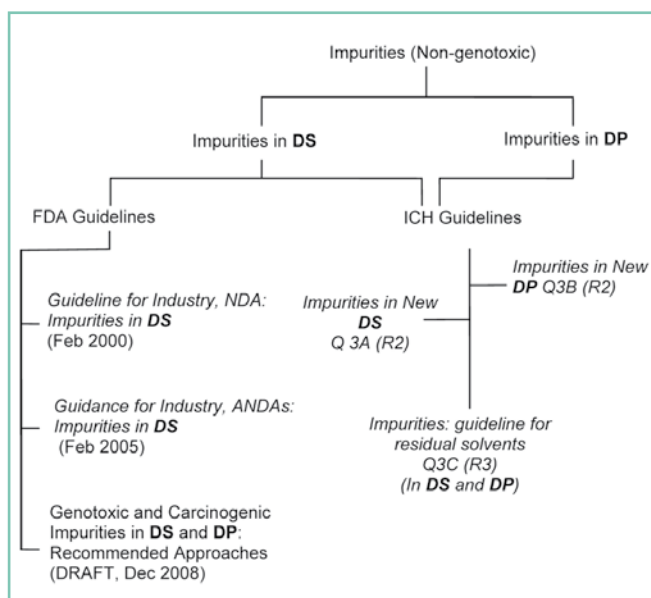 Impurities (Non-genotoxic)
Impurities in DS
Impurities in DP
FDA Guidelines
ICH Guidelines
Guideline for Industry, NDA:
Impurities in DS
(Feb 2000)
Guidance for Industry, ANDAs:
Impurities in DS
(Feb 2005)
Genotoxic and Carcinogenic
Impurities in DS and DP:
Recommended Approaches
(DRAFT, Dec 2008)
Impurities in New
DP Q3B (R2)
Impurities in New
DS
Q 3A (R2)
Impurities: guideline for
residual solvents
Q3C (R3)
(In DS and DP)